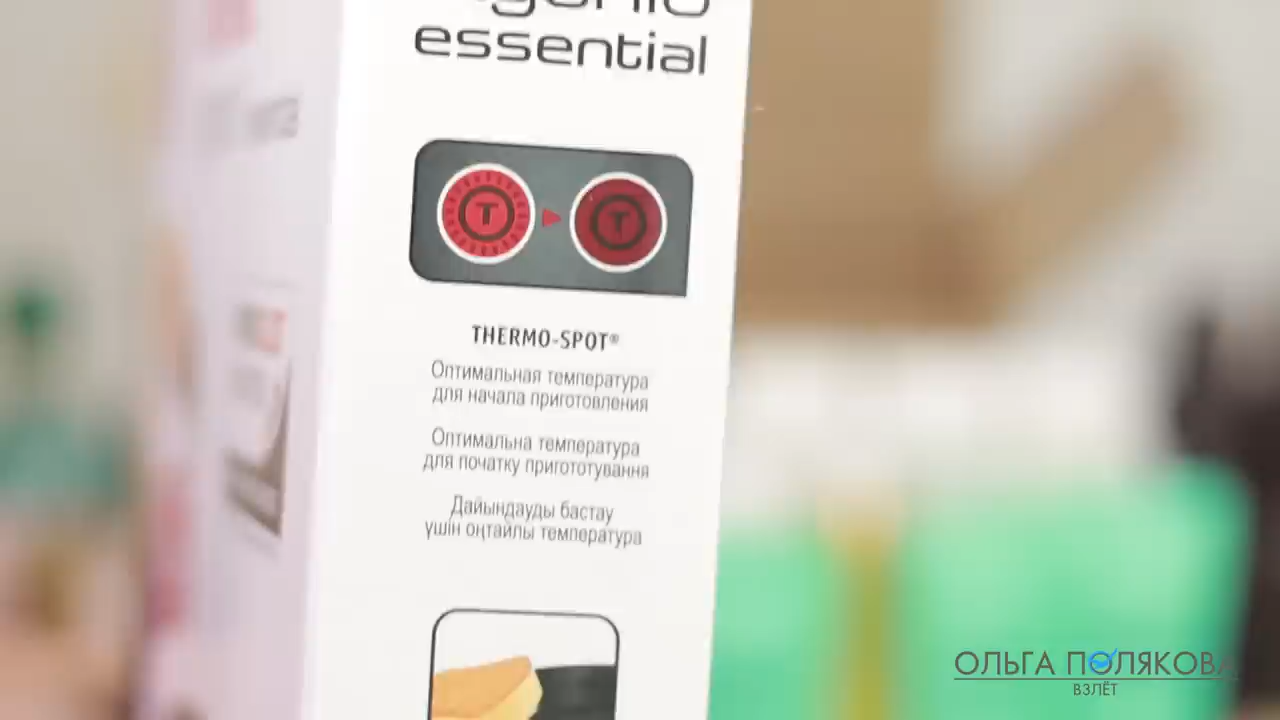 essential
T T
THERMO-SPOT®
Оптимальная температура
для начала приготовления
Оптимальна температура
для початку пригототування
Дайындауды бастау
үшін оңтайлы температура
ОЛЬГА ПОЛЯКОВА
ВЗЛЁТ